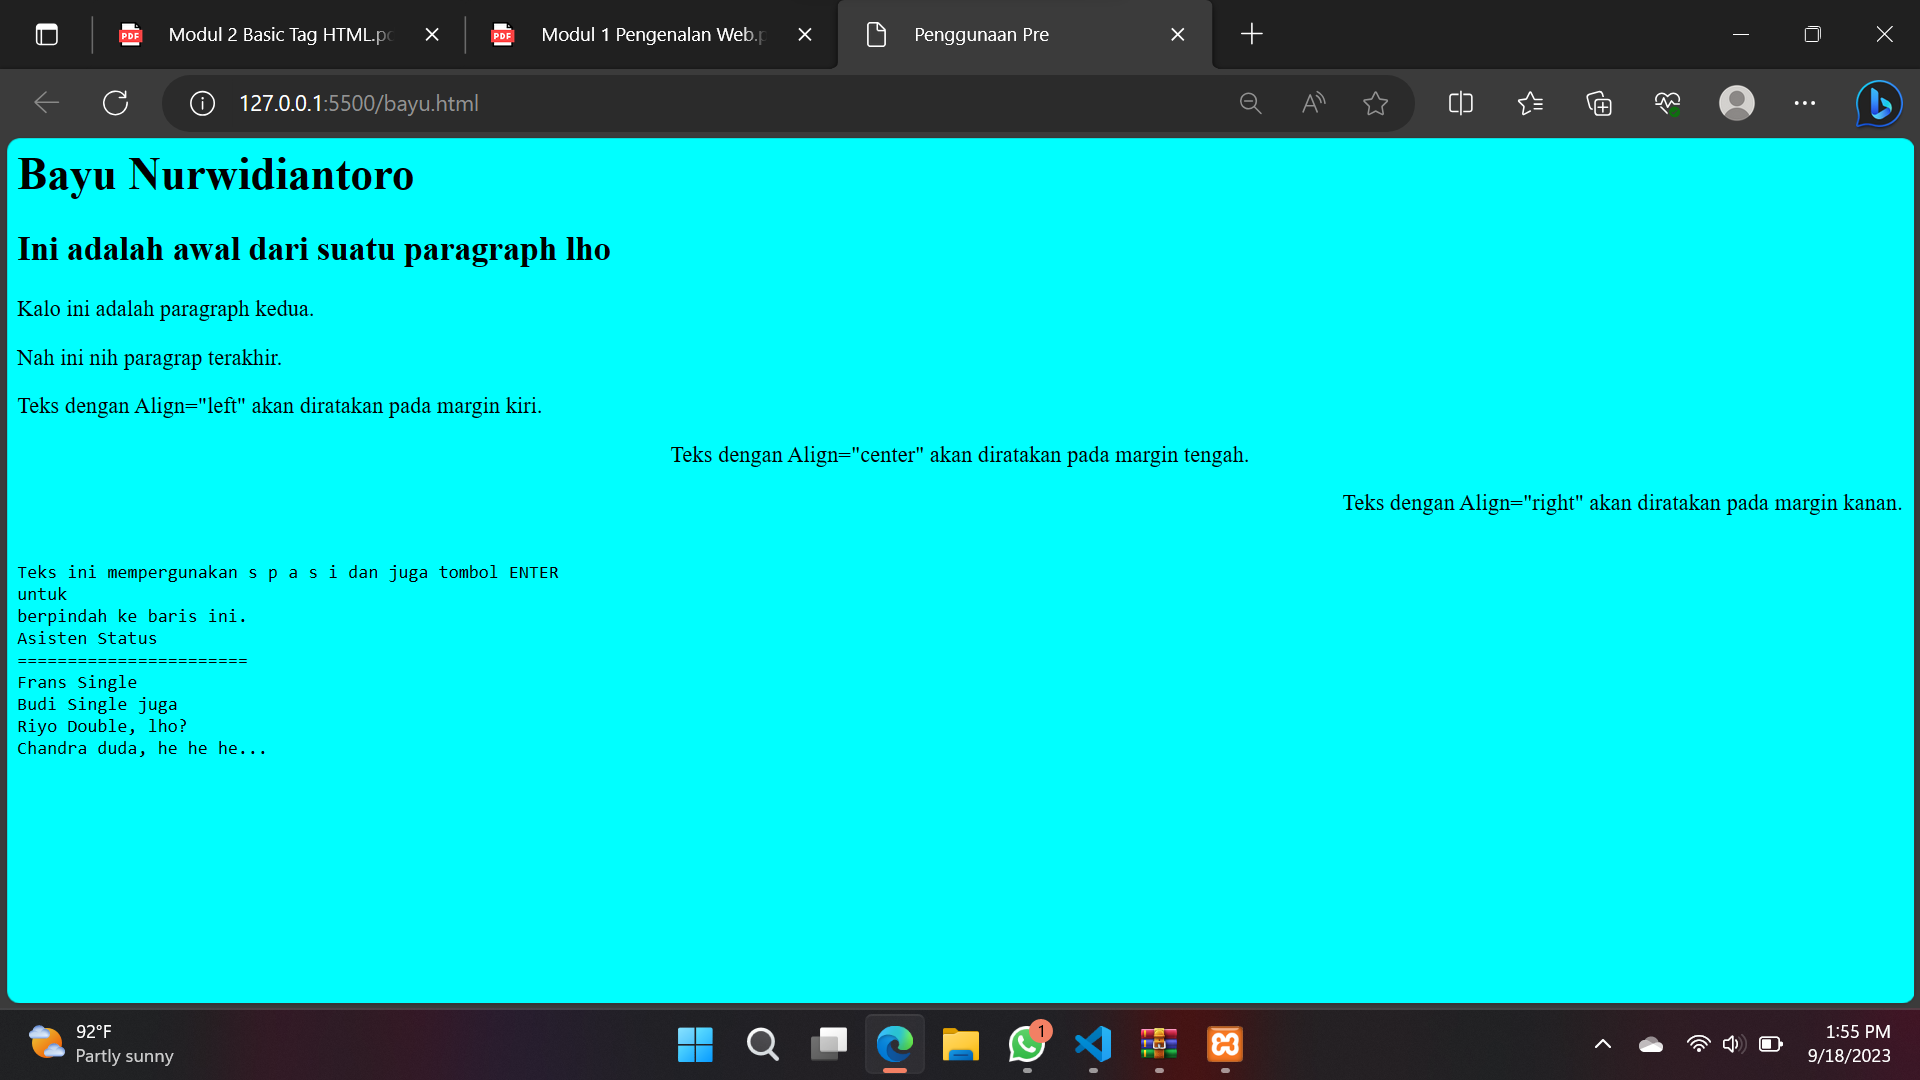 Modul 2 Basic Tag HTML.pc
Modul 1 Pengenalan Web.p
Penggunaan Pre
127.0.0.1:5500/bayu.html
Bayu Nurwidiantoro
Ini adalah awal dari suatu paragraph lho
Kalo ini adalah paragraph kedua.
Nah ini nih paragrap terakhir.
Teks dengan Align="left" akan diratakan pada margin kiri.
Teks dengan Align="center" akan diratakan pada margin tengah.
Teks dengan Align="right" akan diratakan pada margin kanan.
Teks ini mempergunakan s p a s i dan juga tombol ENTER
untuk
berpindah ke baris ini.
Asisten Status
=======================
Frans Single
Budi Single juga
Riyo Double, lho?
Chandra duda, he he he...
92°F
Partly sunny
1
1:55 PM
9/18/2023